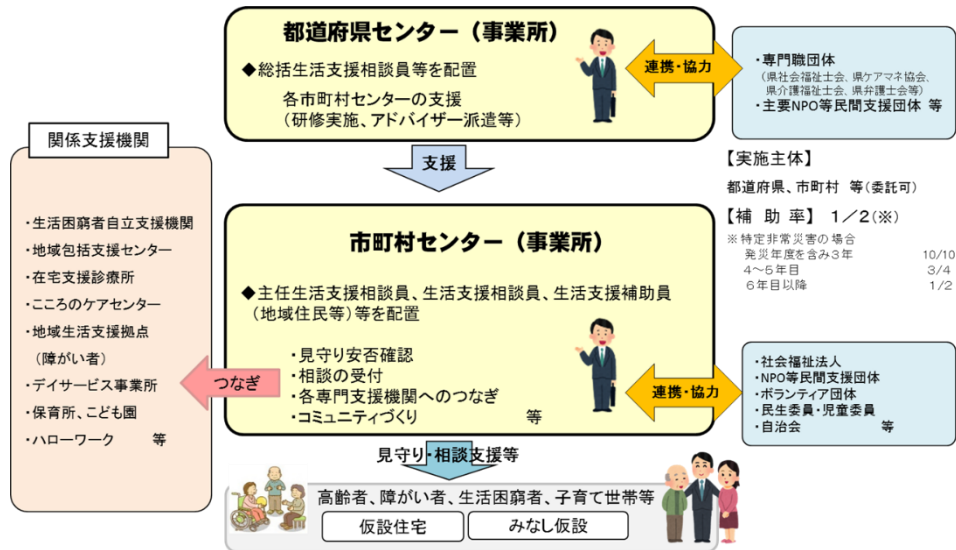 都道府県センター(事業所)
◆総括生活支援相談員等を配置
各市町村センターの支援
(研修実施、アドバイザー派遣等)
連携・協力
・専門職団体
(県社会福祉士会、県ケアマネ協会、
県介護福祉士会、県弁護士会等)
・主要NPO等民間支援団体 等
支援
【実施主体】
都道府県、市町村 等(委託可)
【補 助 率】 1/2(※)
※特定非常災害の場合
発災年度を含み3年 10/10
4~5年目 3/4
6年目以降 1/2
関係支援機関
・生活困窮者自立支援機関
・地域包括支援センター
・在宅支援診療所
・こころのケアセンター
・地域生活支援拠点
(障がい者)
・デイサービス事業所
・保育所、こども園
・ハローワーク 等
つなぎ
市町村センター(事業所)
◆主任生活支援相談員、生活支援相談員、生活支援補助員
(地域住民等)等を配置
・見守り安否確認
・相談の受付
・各専門支援機関へのつなぎ
・コミュニティづくり 等
連携・協力
・社会福祉法人
・NPO等民間支援団体
・ボランティア団体
・民生委員・児童委員
・自治会 等
見守り・相談支援等
高齢者、障がい者、生活困窮者、子育て世帯等
仮設住宅
みなし仮設